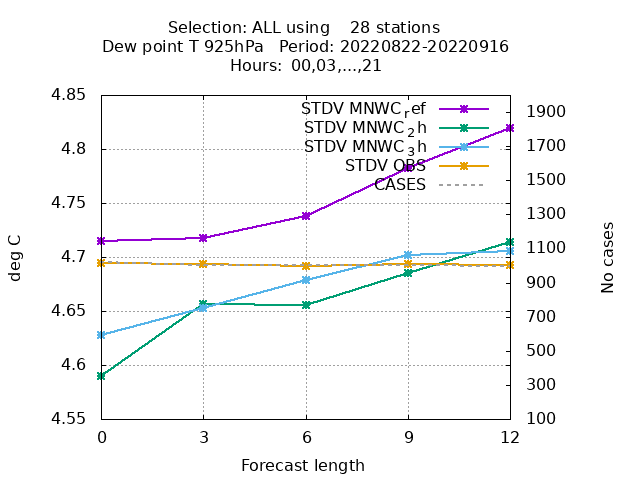 Selection: ALL using 28 stations
Dew point T 925hPa Period: 20220822-20220916
Hours: 00,03,...,21
STDV MNWC_ref
STDV MNWC_2h
STDV MNWC_3h
STDV OBS
CASES
4.85
4.8
4.75
4.7
4.65
4.6
4.55
deg C
1900
1700
1500
1300
1100
900
700
500
300
100
No cases
0 3 6 9 12
Forecast length